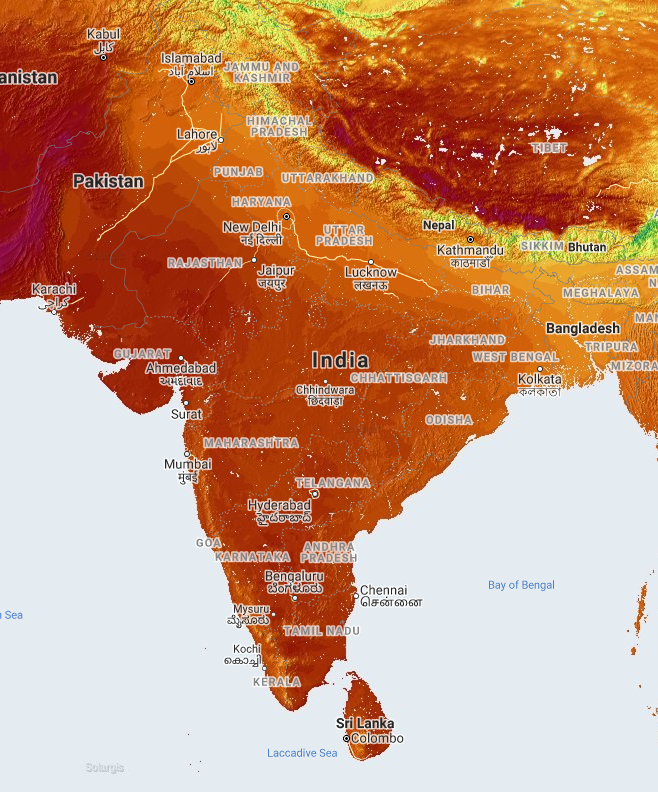 Kabul
کابل
Islamabad
اسلام آباد
JAMMU AND
KASHMIR
anistan
HIMACHAL
PRADESH
Lahore
لاہور
TIBET
PUNJAB
UTTARAKHAND
Pakistan
HARYANA
New Delhi
नई दिल्ली
UTTAR
PRADESH
Nepal
Kathmandu
काठमाडौं
SIKKIM
Bhutan
RAJASTHAN
Jaipur
जयपुर
Lucknow
लखनऊ
ASSAM
N
Karachi
کراچی
BIHAR
MEGHALAYA
MAN
Bangladesh
JHARKHAND
TRIPURA
GUJARAT
India
WEST BENGAL
MIZORA
Ahmedabad
અમદાવાદ
CHHATTISGARH
Kolkata
কলকাতা
Chhindwara
छिंदवाड़ा
Surat
ODISHA
MAHARASHTRA
Mumbai
मुंबई
TELANGANA
Hyderabad
హైదరాబాద్
GOA
KARNATAKA
ANDHRA
PRADESH
Bengaluru
ಬೆಂಗಳೂರು
Bay of Bengal
Chennai
சென்னை
Mysuru
ಮೈಸೂರು
n Sea
TAMIL NADU
Kochi
കൊച്ചി
KERALA
Sri Lanka
Colombo
Laccadive Sea
Solargis